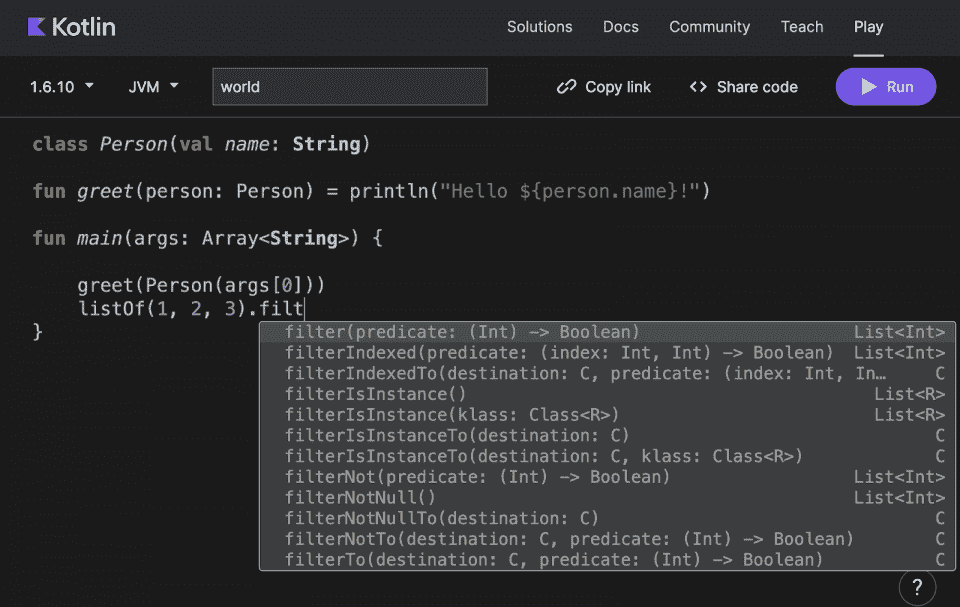 Kotlin Solutions Docs Community Teach Play
1.6.10 JVM world Copy link <> Share code Run
class Person(val name: String)
fun greet(person: Person) = println("Hello ${person.name}!")
fun main(args: Array<String>) {
greet(Person(args[0]))
listOf(1, 2, 3).filt
}
filter(predicate: (Int) -> Boolean) List<Int>
filterIndexed(predicate: (index: Int, Int) -> Boolean) List<Int>
filterIndexedTo(destination: C, predicate: (index: Int, In… C
filterIsInstance() List<R>
filterIsInstance(klass: Class<R>) List<R>
filterIsInstanceTo(destination: C) C
filterIsInstanceTo(destination: C, klass: Class<R>) C
filterNot(predicate: (Int) -> Boolean) List<Int>
filterNotNull() List<Int>
filterNotNullTo(destination: C) C
filterNotTo(destination: C, predicate: (Int) -> Boolean) C
filterTo(destination: C, predicate: (Int) -> Boolean) C
?